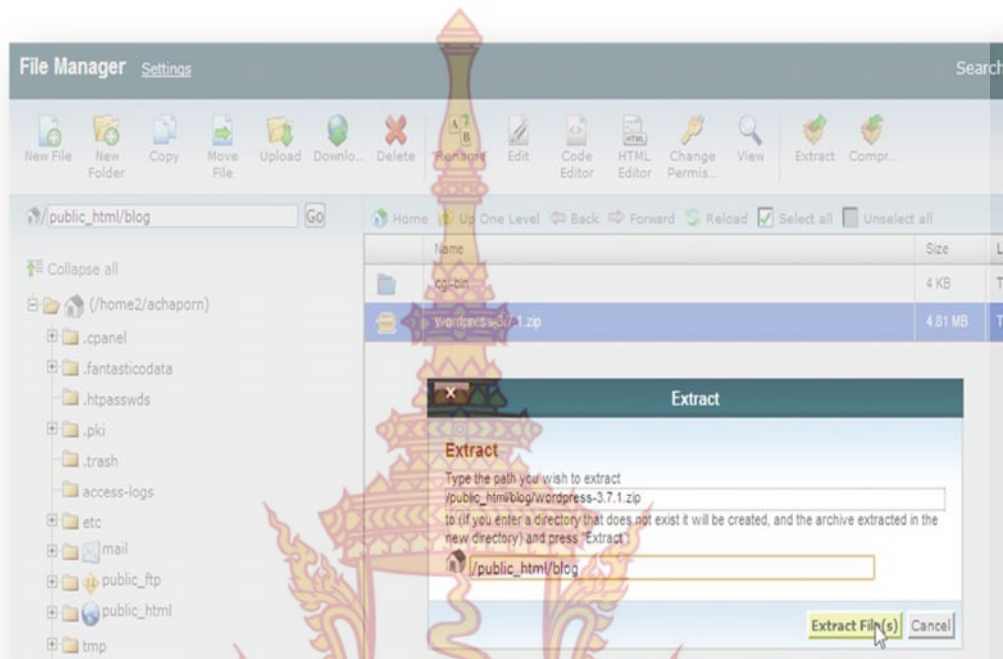 File Manager Settings
Search
New File
New Folder
Copy
Move File
Upload
Downlo...
Delete
Rename
Edit
Code Editor
HTML Editor
Change Permis...
View
Extract
Compr...
/ public_html/blog Go
Home Up One Level Back Forward Reload Select all Unselect all
Name Size L
Collapse all
cgi-bin 4 KB T
(/home2/achaporn)
wordpress-3.7.1.zip 4.81 MB T
.cpanel
.fantasticodata
.htpasswds
.pki
.trash
access-logs
etc
mail
public_ftp
public_html
tmp
X Extract
Extract
Type the path you wish to extract
/public_html/blog/wordpress-3.7.1.zip
to (if you enter a directory that does not exist it will be created, and the archive extracted in the
new directory) and press "Extract"
/public_html/blog
Extract File(s) Cancel